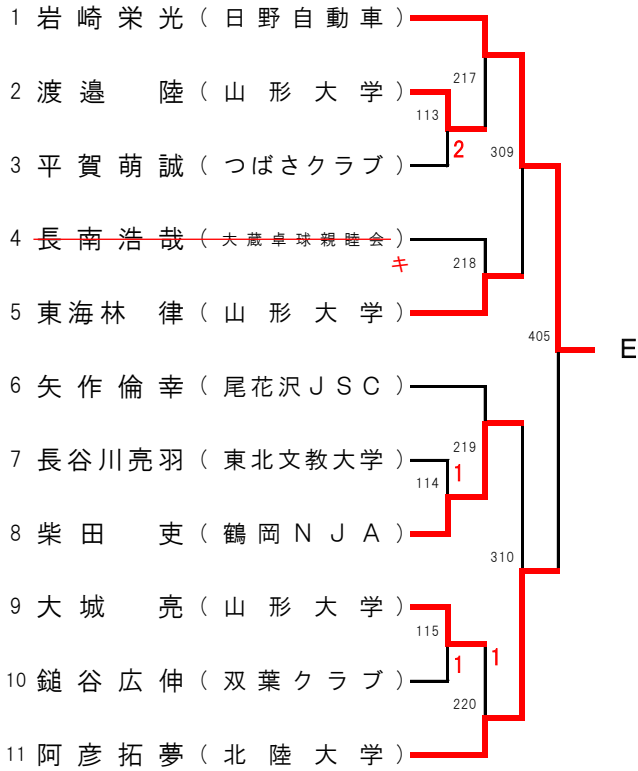 1 岩崎栄光(日野自動車)
217
2 渡邉 陸(山形大学)
113
2
309
3 平賀萌誠(つばさクラブ)
4 長南浩哉(大蔵卓球親睦会)
キ
218
5 東海林 律(山形大学)
405
E
6 矢作倫幸(尾花沢JSC)
219
7 長谷川亮羽(東北文教大学)
1
114
8 柴田 吏(鶴岡NJA)
310
9 大城 亮(山形大学)
115
1
1
10 鎚谷広伸(双葉クラブ)
220
11 阿彦拓夢(北陸大学)